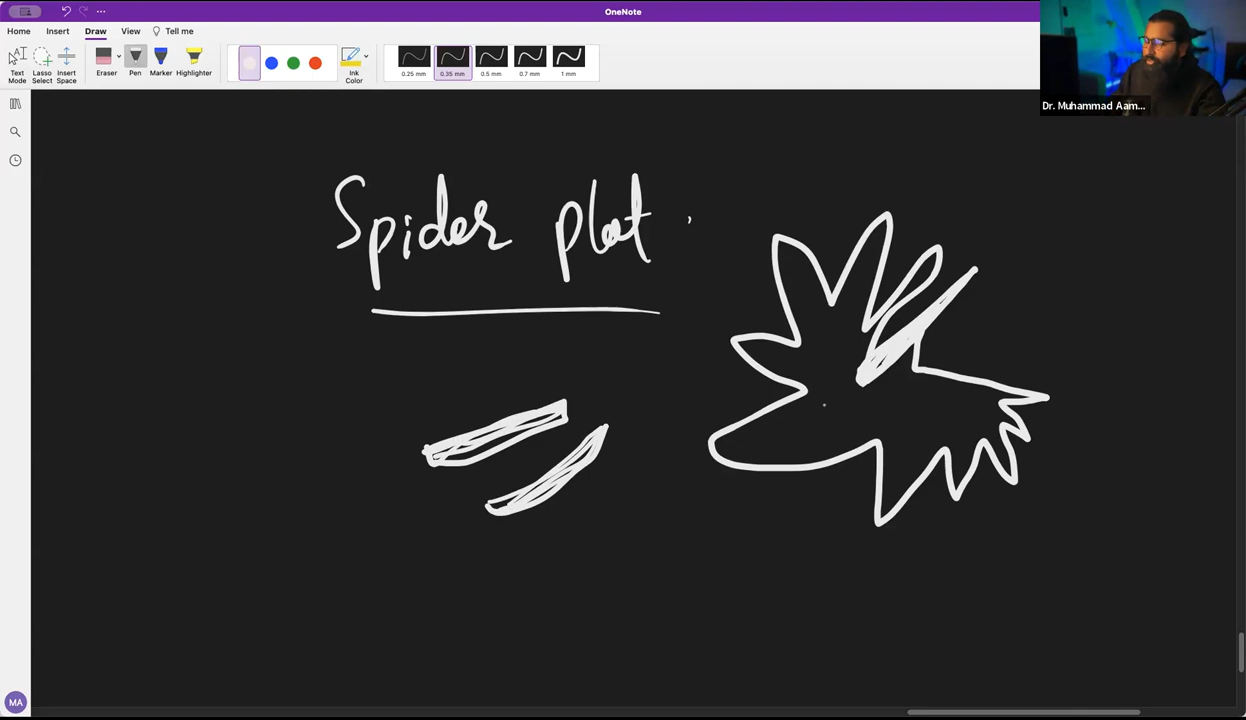 OneNote
Home Insert Draw View Tell me
Text Mode Lasso Select Insert Space Eraser Pen Marker Highlighter Ink Color 0.25 mm 0.35 mm 0.5 mm 0.7 mm 1 mm
Dr. Muhammad Aam...
Spider plot
MA